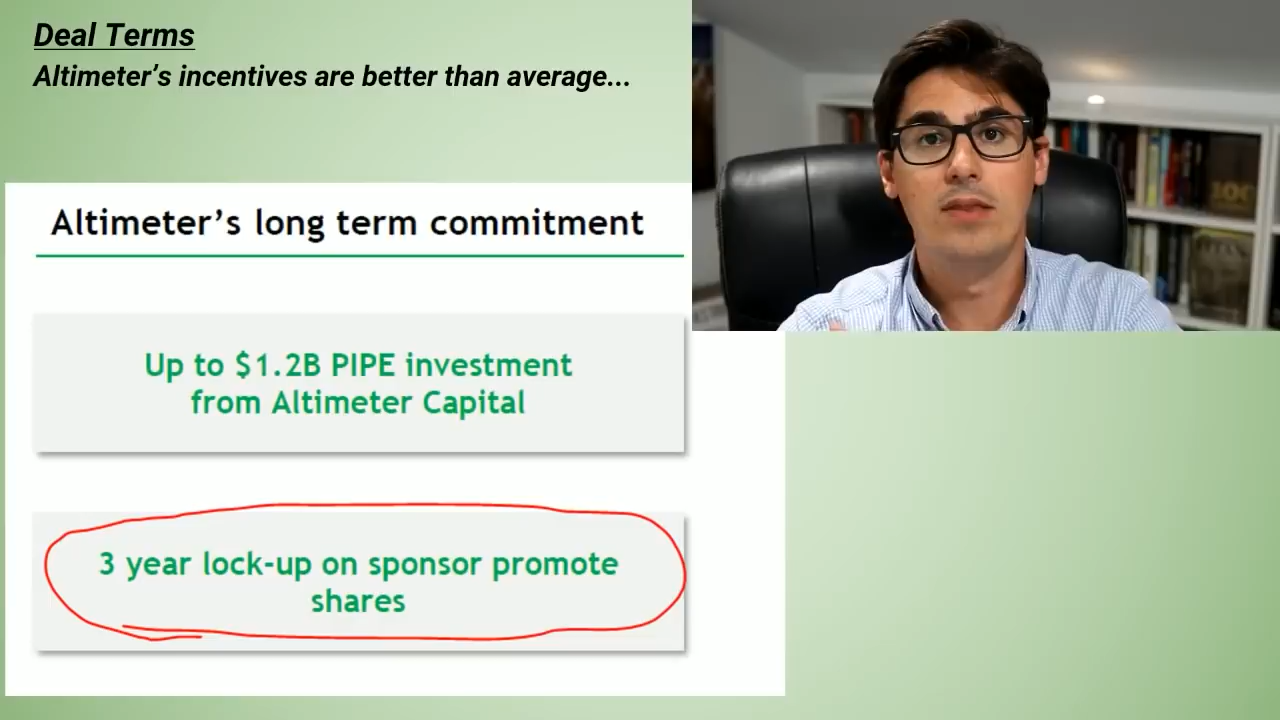 Deal Terms
Altimeter’s incentives are better than average...
Altimeter’s long term commitment
Up to $1.2B PIPE investment
from Altimeter Capital
3 year lock-up on sponsor promote
shares